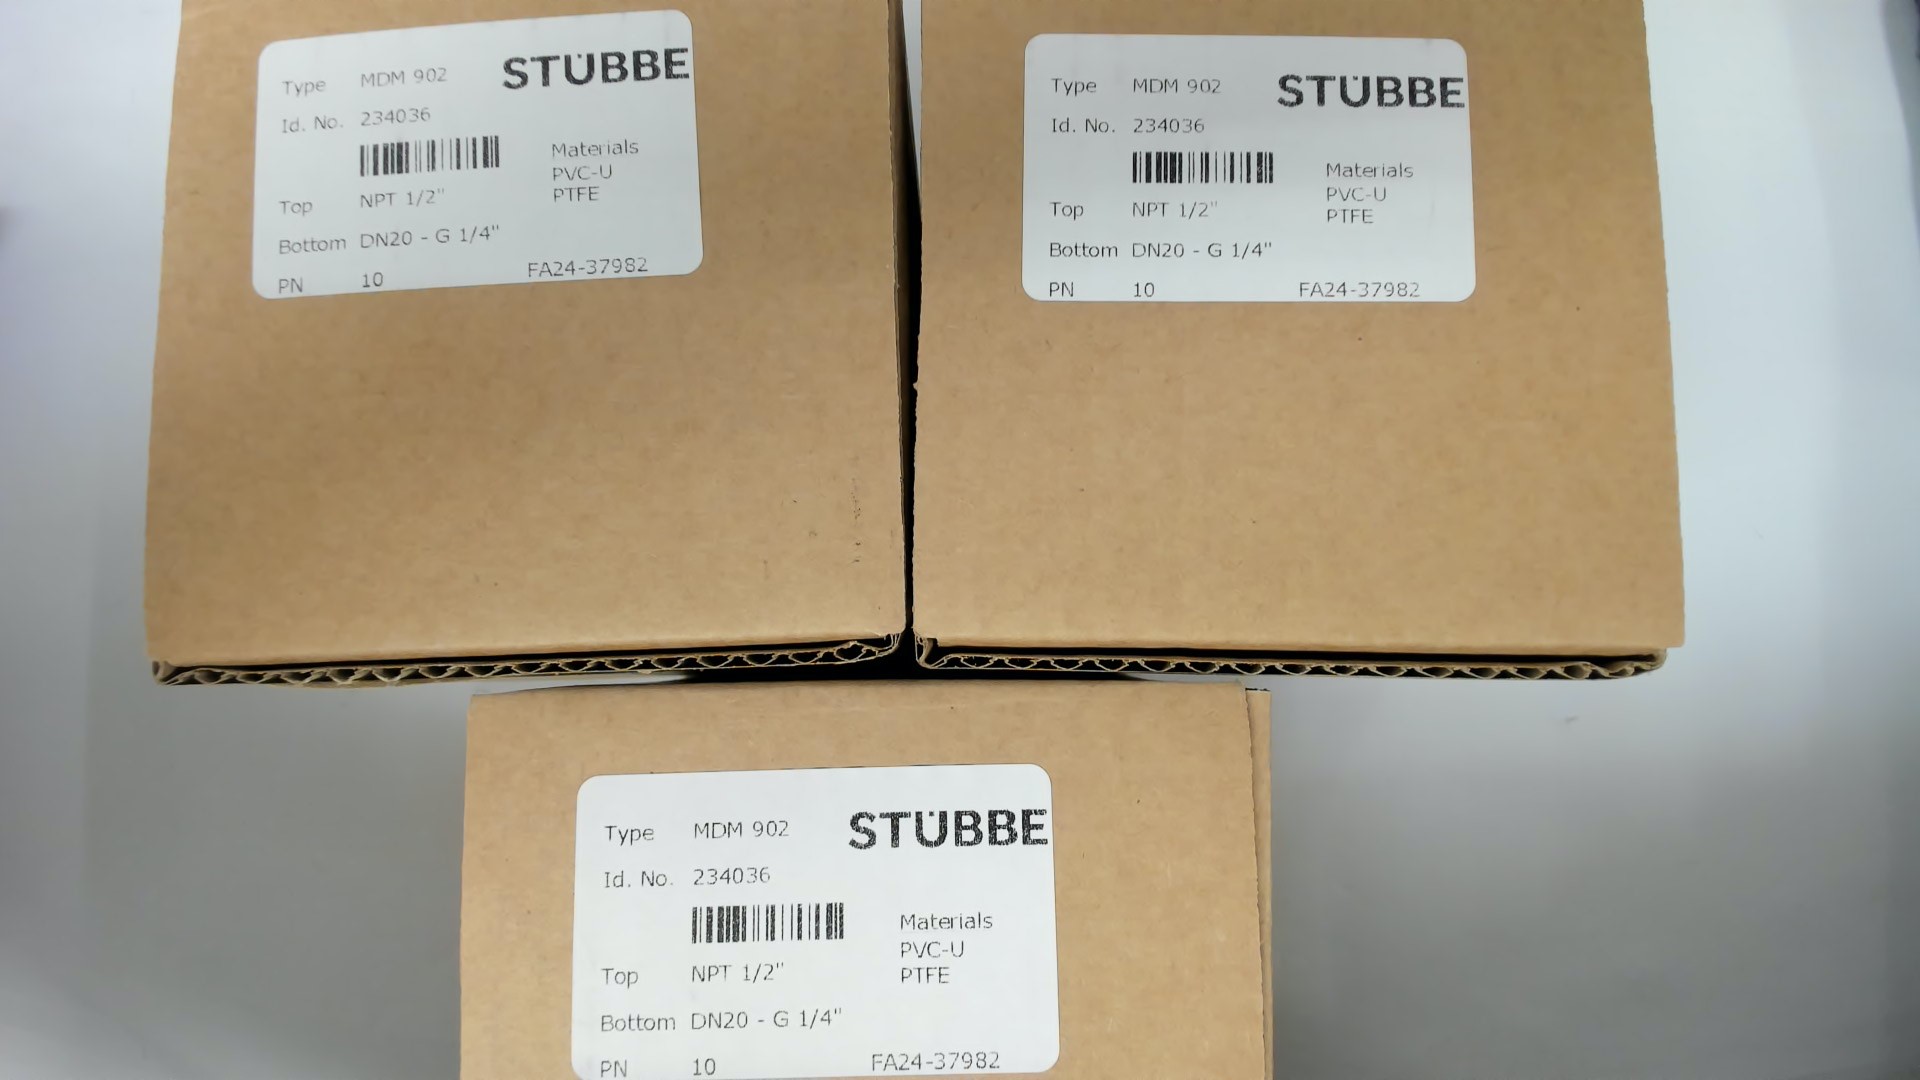 STÜBBE
Type MDM 902
Id. No. 234036
Materials
PVC-U
PTFE
Top NPT 1/2"
Bottom DN20 - G 1/4"
PN 10 FA24-37982
STÜBBE
Type MDM 902
Id. No. 234036
Materials
PVC-U
PTFE
Top NPT 1/2"
Bottom DN20 - G 1/4"
PN 10 FA24-37982
STÜBBE
Type MDM 902
Id. No. 234036
Materials
PVC-U
PTFE
Top NPT 1/2"
Bottom DN20 - G 1/4"
PN 10 FA24-37982